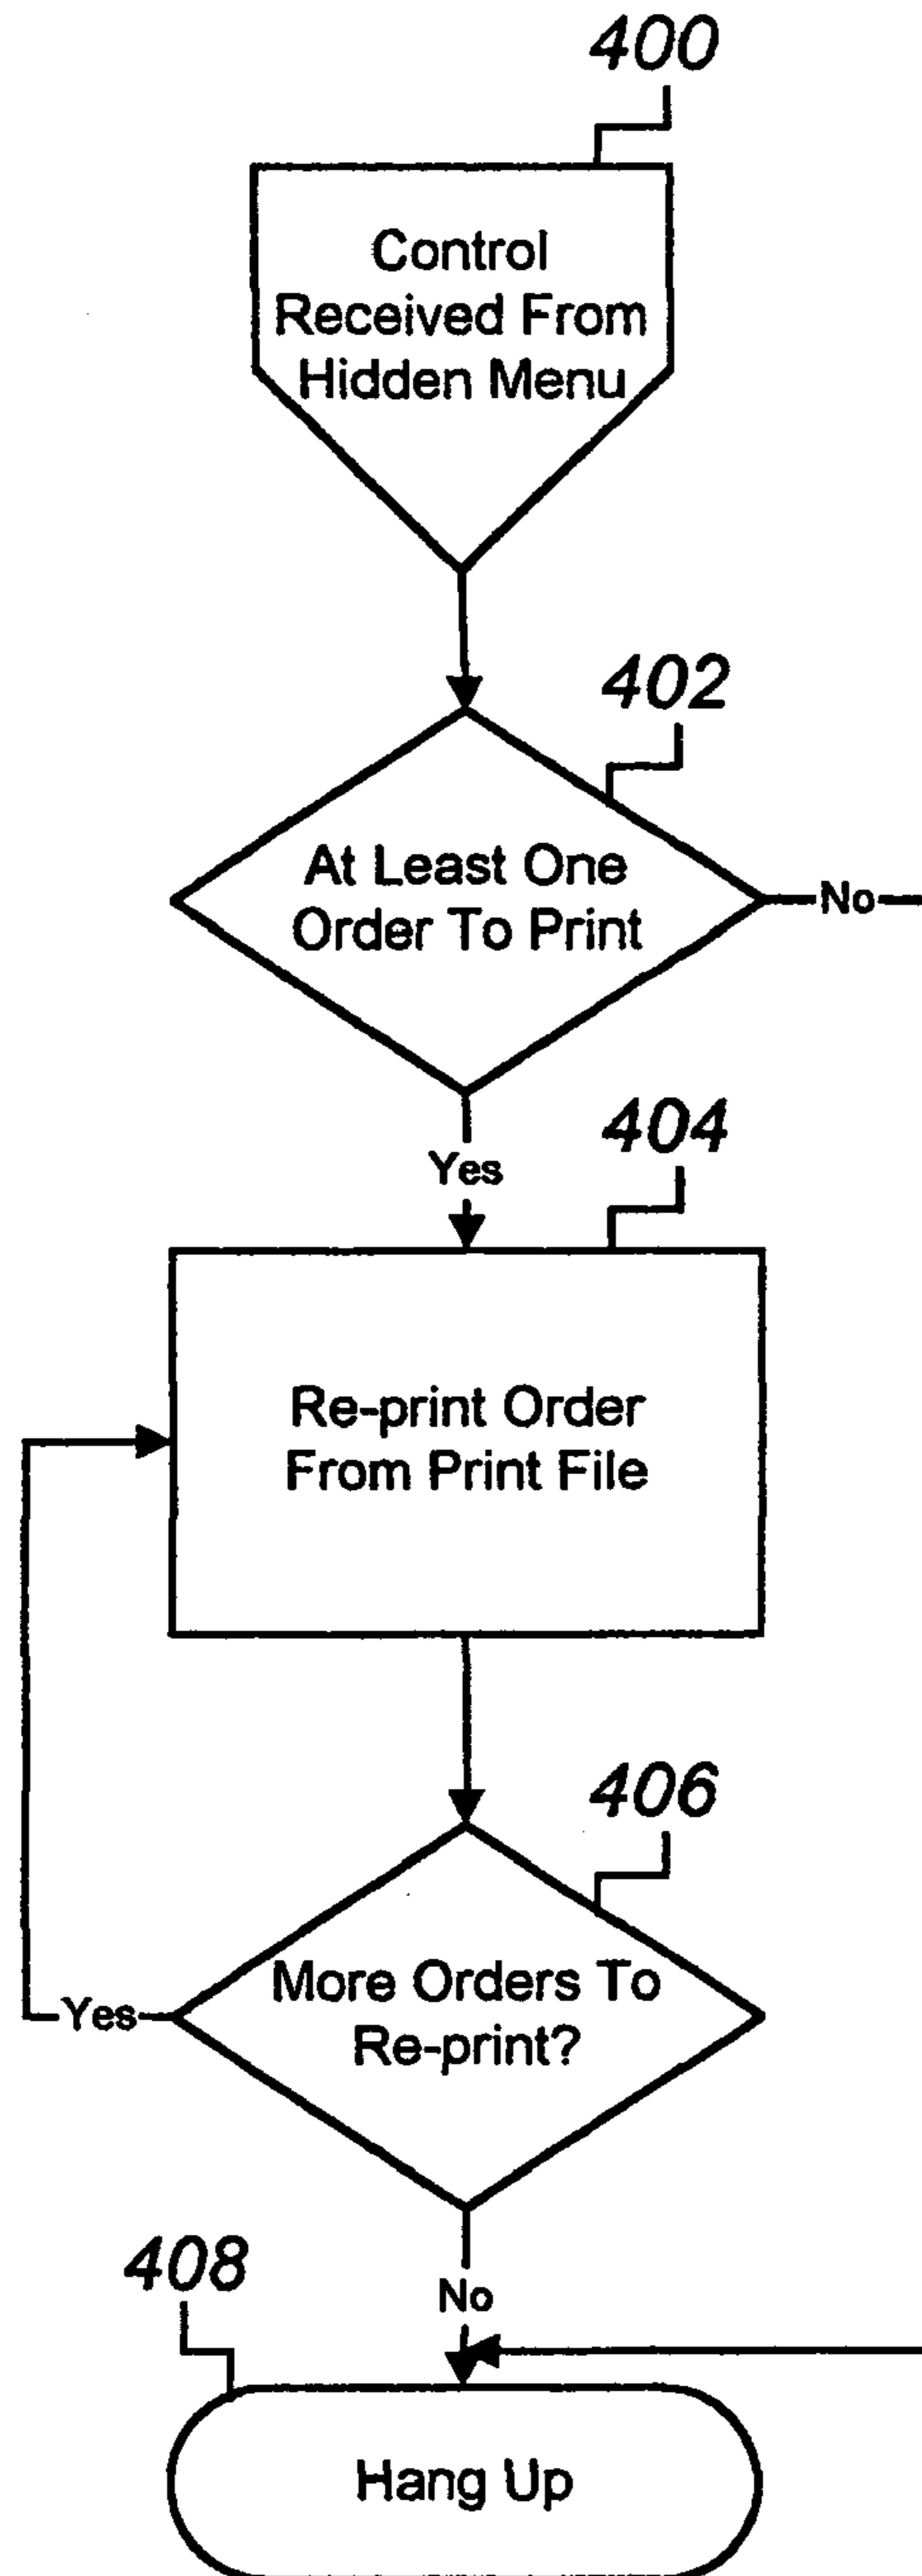 400
Control
Received From
Hidden Menu
402
At Least One
Order To Print
No
Yes
404
Re-print Order
From Print File
406
More Orders To
Re-print?
Yes
No
408
Hang Up